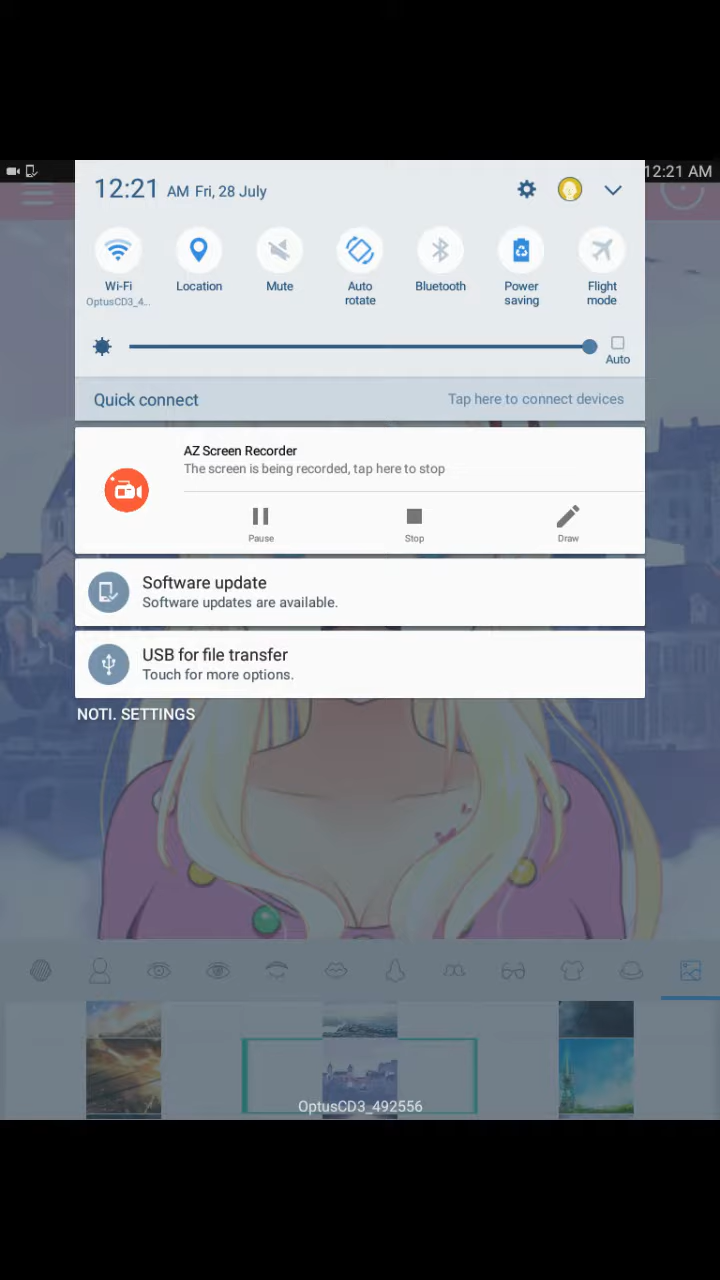 12:21 AM
12:21 AM Fri, 28 July
Wi-Fi
OptusCD3_4...
Location
Mute
Auto
rotate
Bluetooth
Power
saving
Flight
mode
Auto
Quick connect
Tap here to connect devices
AZ Screen Recorder
The screen is being recorded, tap here to stop
Pause
Stop
Draw
Software update
Software updates are available.
USB for file transfer
Touch for more options.
NOTI. SETTINGS
OptusCD3_492556